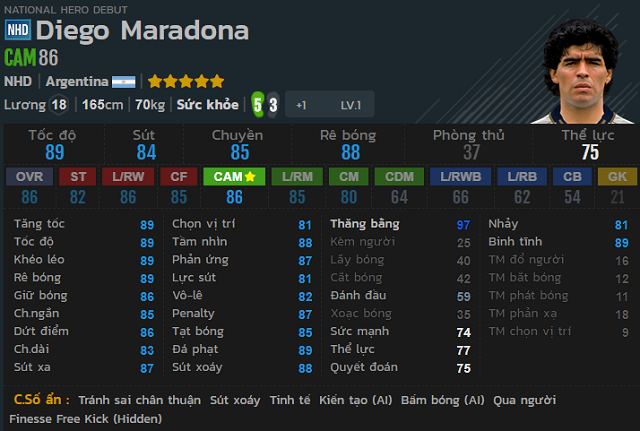 NATIONAL HERO DEBUT
NHD Diego Maradona
CAM 86
NHD | Argentina
Lương 18 | 165cm | 70kg | Sức khỏe | 5 3 +1 LV.1
Tốc độ Sút Chuyền Rê bóng Phòng thủ Thể lực
89 84 85 88 37 75
OVR ST L/RW CF CAM L/RM CM CDM L/RWB L/RB CB GK
86 82 86 85 86 85 80 64 66 62 54 21
Tăng tốc 89 Chọn vị trí 81 Thăng bằng 97 Nhảy 81
Tốc độ 89 Tầm nhìn 88 Kèm người 25 Bình tĩnh 89
Khéo léo 89 Phản ứng 87 Lấy bóng 40 TM đổ người 16
Rê bóng 89 Lực sút 81 Cắt bóng 42 TM bắt bóng 12
Giữ bóng 86 Vô-lê 82 Đánh đầu 59 TM phát bóng 11
Ch.ngắn 85 Penalty 87 Xoạc bóng 35 TM phản xạ 18
Dứt điểm 86 Tạt bóng 85 Sức mạnh 74 TM chọn vị trí 9
Ch.dài 83 Đá phạt 89 Thể lực 77
Sút xa 87 Sút xoáy 88 Quyết đoán 75
C.Số ẩn : Tránh sai chân thuận Sút xoáy Tinh tế Kiến tạo (AI) Bấm bóng (AI) Qua người
Finesse Free Kick (Hidden)